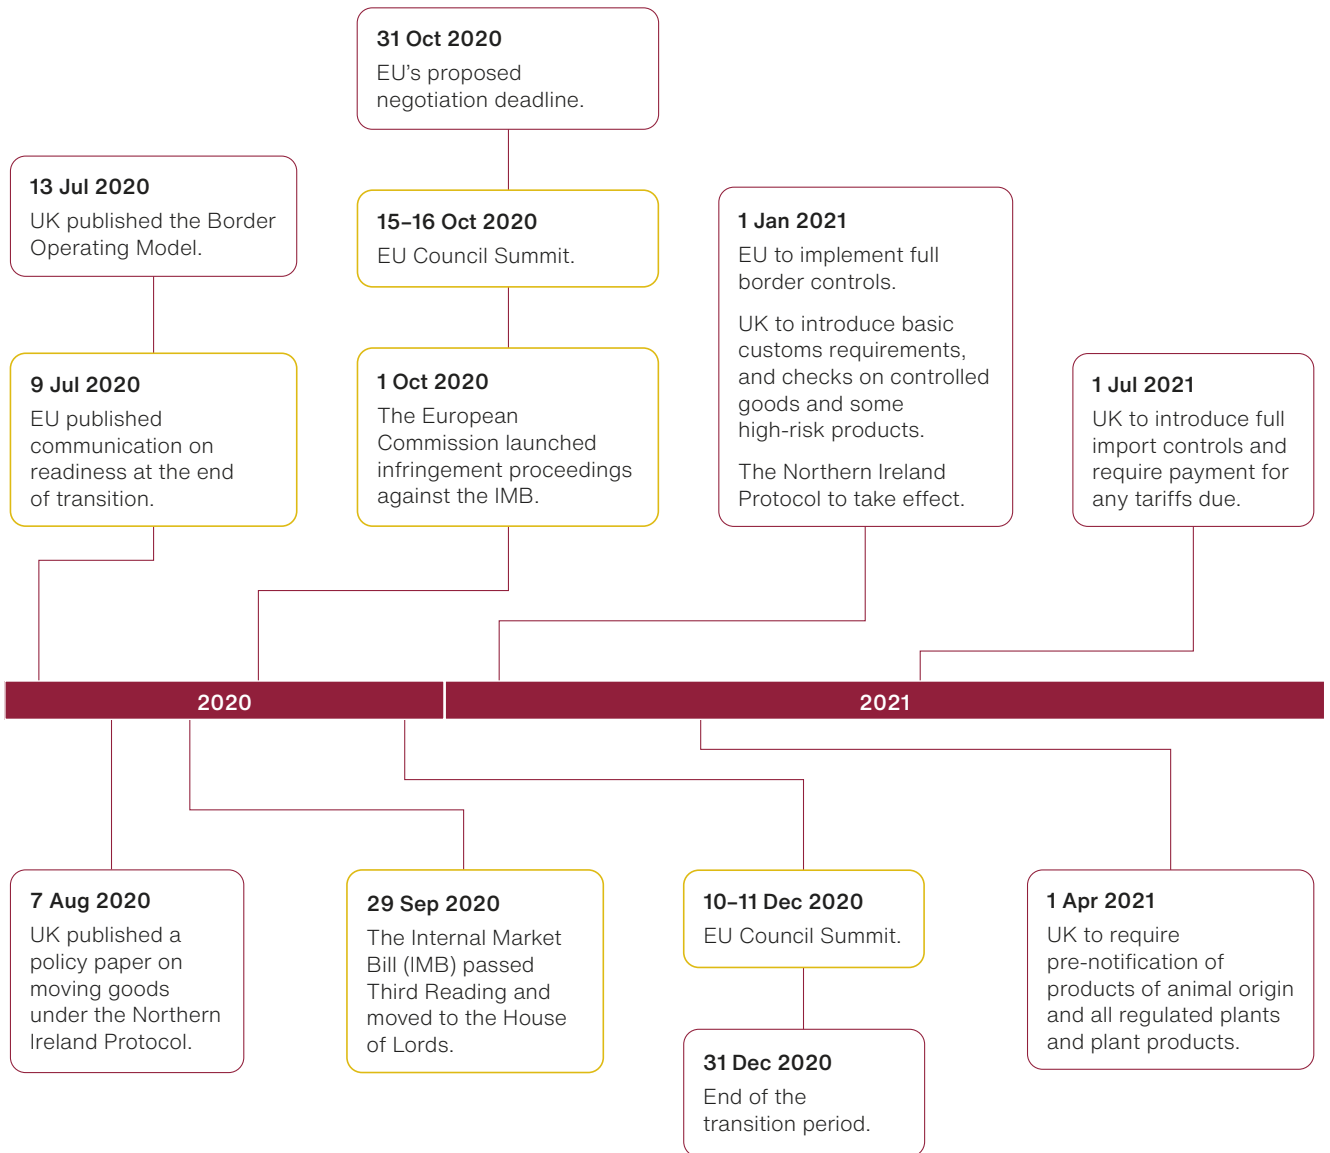 31 Oct 2020
EU's proposed
negotiation deadline.
13 Jul 2020
UK published the Border
Operating Model.
15–16 Oct 2020
EU Council Summit.
1 Jan 2021
EU to implement full
border controls.
UK to introduce basic
customs requirements,
and checks on controlled
goods and some
high-risk products.
The Northern Ireland
Protocol to take effect.
9 Jul 2020
EU published
communication on
readiness at the end
of transition.
1 Oct 2020
The European
Commission launched
infringement proceedings
against the IMB.
1 Jul 2021
UK to introduce full
import controls and
require payment for
any tariffs due.
2020
2021
7 Aug 2020
UK published a
policy paper on
moving goods
under the Northern
Ireland Protocol.
29 Sep 2020
The Internal Market
Bill (IMB) passed
Third Reading and
moved to the House
of Lords.
10–11 Dec 2020
EU Council Summit.
31 Dec 2020
End of the
transition period.
1 Apr 2021
UK to require
pre-notification of
products of animal origin
and all regulated plants
and plant products.